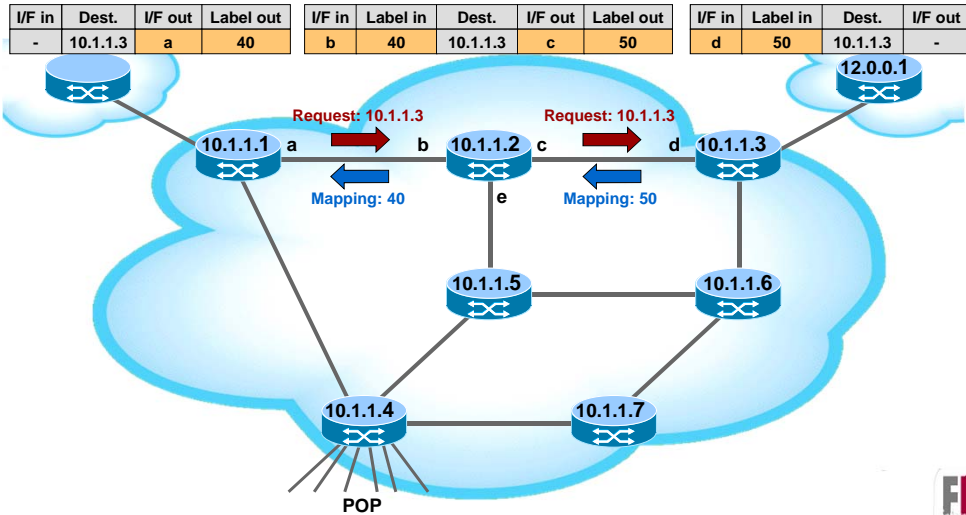 I/F in Dest. I/F out Label out
- 10.1.1.3 a 40
I/F in Label in Dest. I/F out Label out
b 40 10.1.1.3 c 50
I/F in Label in Dest. I/F out
d 50 10.1.1.3 -
12.0.0.1
Request: 10.1.1.3
Request: 10.1.1.3
10.1.1.1 a b 10.1.1.2 c d 10.1.1.3
Mapping: 40
Mapping: 50
e
10.1.1.5
10.1.1.6
10.1.1.4
10.1.1.7
POP